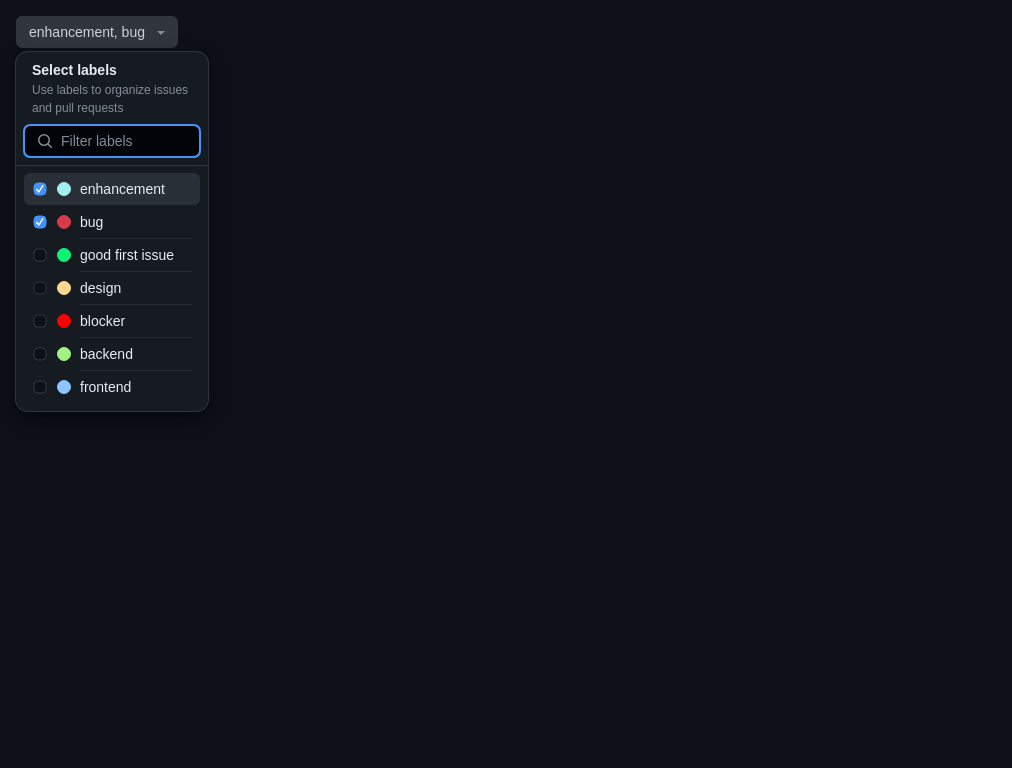 enhancement, bug
Select labels
Use labels to organize issues
and pull requests
Filter labels
enhancement
bug
good first issue
design
blocker
backend
frontend